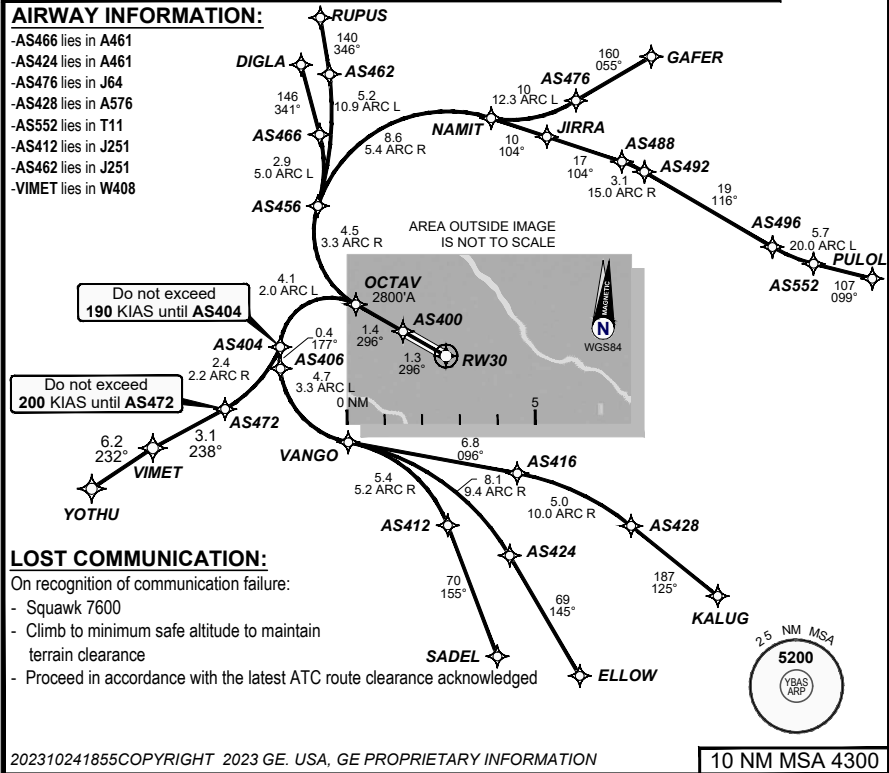 AIRWAY INFORMATION:
-AS466 lies in A461
-AS424 lies in A461
-AS476 lies in J64
-AS428 lies in A576
-AS552 lies in T11
-AS412 lies in J251
-AS462 lies in J251
-VIMET lies in W408
RUPUS
140
346°
DIGLA
AS462
146
341°
5.2
10.9 ARC L
AS466
2.9
5.0 ARC L
AS456
8.6
5.4 ARC R
NAMIT
10
12.3 ARC L
AS476
160
055°
GAFER
JIRRA
10
104°
17
104°
AS488
3.1
15.0 ARC R
AS492
19
116°
AS496
5.7
20.0 ARC L
PULOL
AS552
107
099°
4.5
3.3 ARC R
AREA OUTSIDE IMAGE
IS NOT TO SCALE
4.1
2.0 ARC L
OCTAV
2800'A
AS400
1.4
296°
1.3
296°
RW30
MAGNETIC
N
WGS84
Do not exceed
190 KIAS until AS404
AS404
0.4
177°
AS406
2.4
2.2 ARC R
4.7
3.3 ARC L
0 NM
5
Do not exceed
200 KIAS until AS472
AS472
6.2
232°
3.1
238°
VIMET
YOTHU
VANGO
6.8
096°
AS416
5.4
5.2 ARC R
8.1
9.4 ARC R
5.0
10.0 ARC R
AS412
AS424
AS428
70
155°
69
145°
187
125°
KALUG
SADEL
ELLOW
LOST COMMUNICATION:
On recognition of communication failure:
- Squawk 7600
- Climb to minimum safe altitude to maintain
terrain clearance
- Proceed in accordance with the latest ATC route clearance acknowledged
25 NM MSA
5200
YBAS
ARP
202310241855COPYRIGHT 2023 GE. USA, GE PROPRIETARY INFORMATION
10 NM MSA 4300